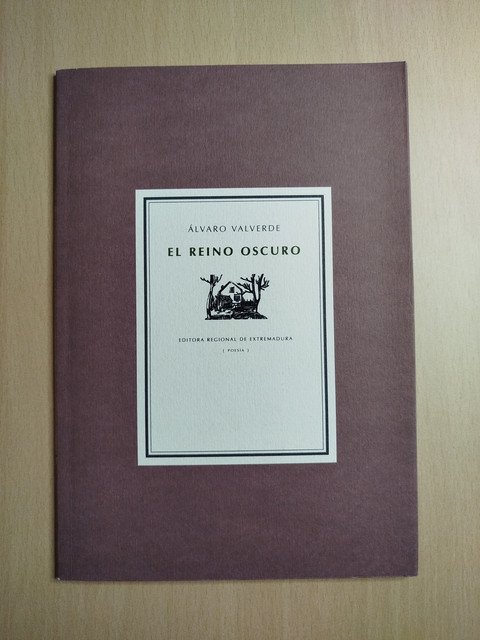 ÁLVARO VALVERDE
EL REINO OSCURO
EDITORA REGIONAL DE EXTREMADURA
( POESÍA )